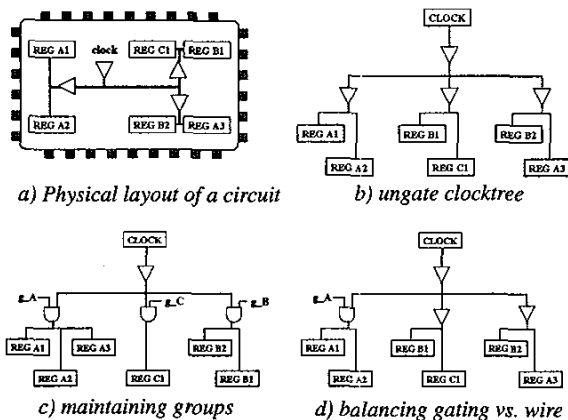 REG A1
clock
REG C1
REG B1
REG A2
REG B2
REG A3
a) Physical layout of a circuit
CLOCK
REG A1
REG B1
REG B2
REG A2
REG C1
REG A3
b) ungate clocktree
CLOCK
g_A
g_C
g_B
REG A1
REG A3
REG B2
REG A2
REG C1
REG B1
c) maintaining groups
CLOCK
g_A
REG A1
REG B1
REG B2
REG A2
REG C1
REG A3
d) balancing gating vs. wire